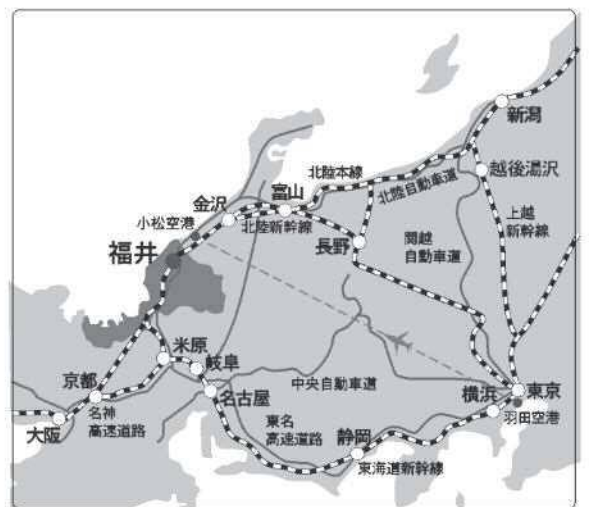 新潟
越後湯沢
北陸本線
北陸自動車道
富山
金沢
上越
新幹線
小松空港
北陸新幹線
長野
関越
自動車道
福井
米原
岐阜
京都
中央自動車道
名古屋
横浜
東京
名神
高速道路
羽田空港
大阪
東名
高速道路
静岡
東海道新幹線